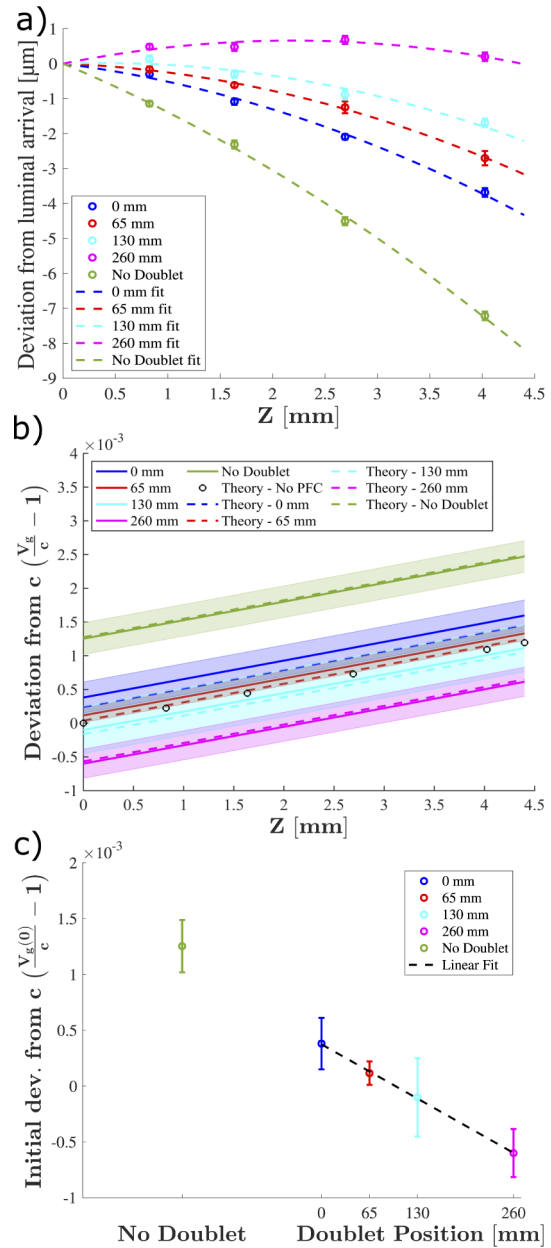 a)
1
0
-1
-2
-3
-4
-5
-6
-7
-8
-9
Deviation from luminal arrival [μm]
0 mm
65 mm
130 mm
260 mm
No Doublet
0 mm fit
65 mm fit
130 mm fit
260 mm fit
No Doublet fit
0 0.5 1 1.5 2 2.5 3 3.5 4 4.5
Z [mm]
b)
×10⁻³
4
3.5
3
2.5
2
1.5
1
0.5
0
-0.5
-1
Deviation from c (Vg/c − 1)
0 mm
65 mm
130 mm
260 mm
No Doublet
Theory - No PFC
Theory - 0 mm
Theory - 65 mm
Theory - 130 mm
Theory - 260 mm
Theory - No Doublet
0 0.5 1 1.5 2 2.5 3 3.5 4 4.5
Z [mm]
c)
×10⁻³
2
1.5
1
0.5
0
-0.5
-1
Initial dev. from c (Vg(0)/c − 1)
0 mm
65 mm
130 mm
260 mm
No Doublet
Linear Fit
0 65 130 260
No Doublet Doublet Position [mm]